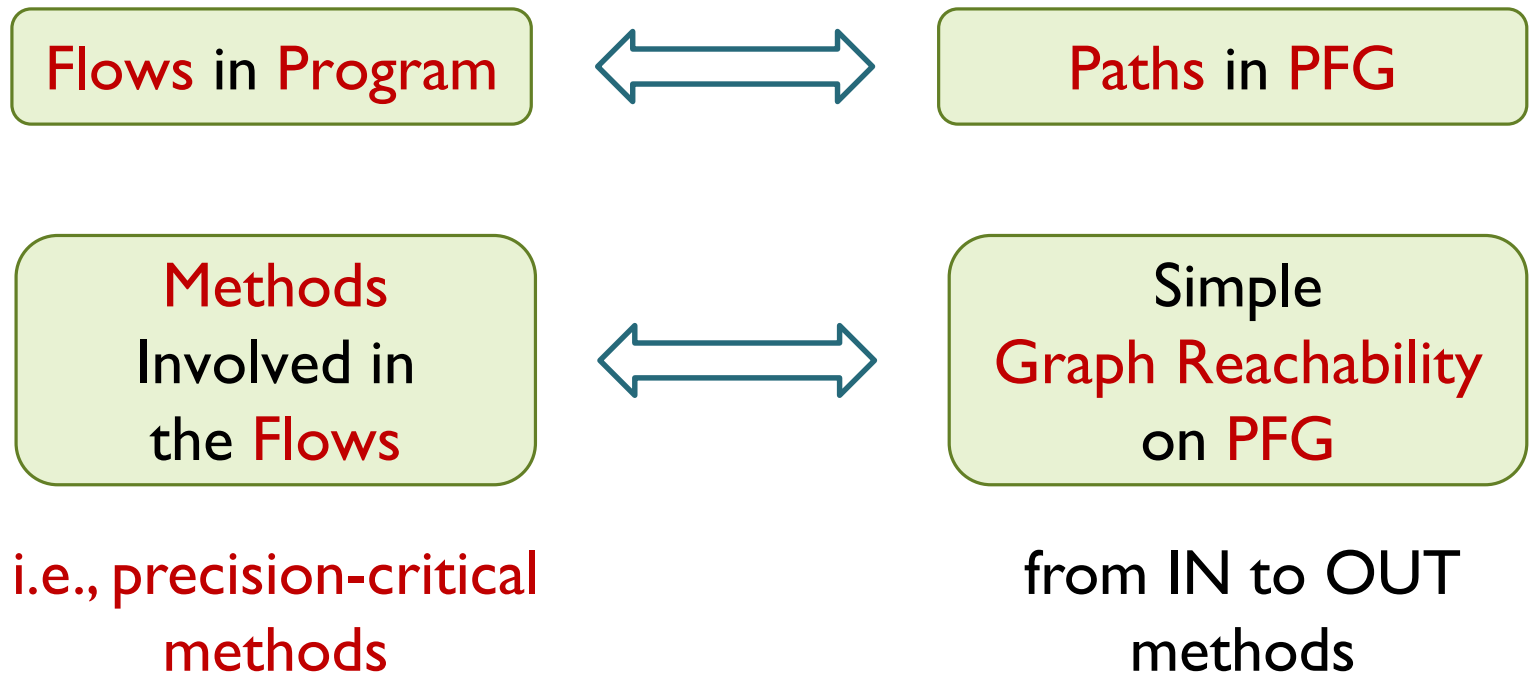 Flows in Program
Paths in PFG
Methods
Involved in
the Flows
Simple
Graph Reachability
on PFG
i.e., precision-critical
methods
from IN to OUT
methods